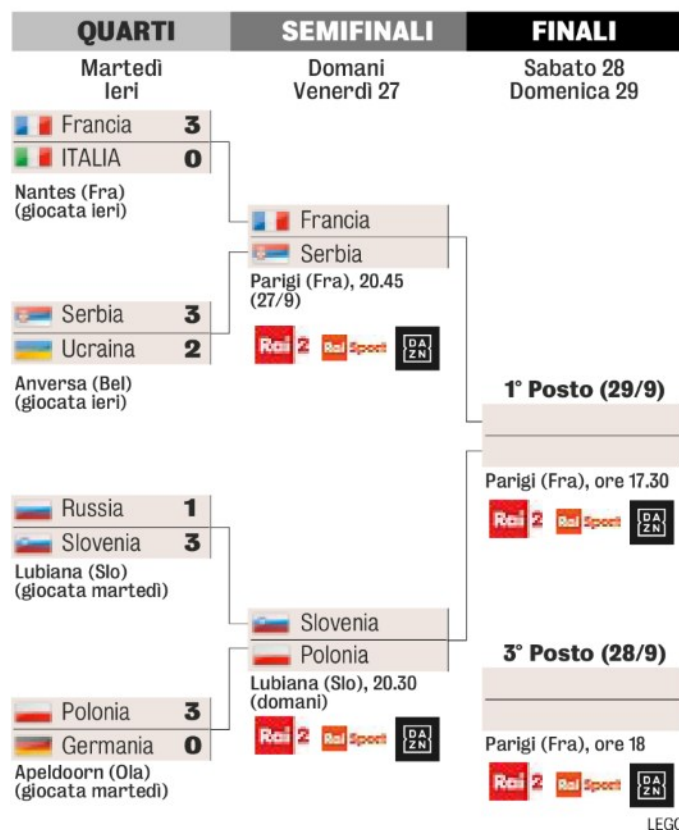 QUARTI SEMIFINALI FINALI
Martedì
Ieri
Domani
Venerdì 27
Sabato 28
Domenica 29
Francia 3
ITALIA 0
Nantes (Fra)
(giocata ieri)
Serbia 3
Ucraina 2
Anversa (Bel)
(giocata ieri)
Russia 1
Slovenia 3
Lubiana (Slo)
(giocata martedì)
Polonia 3
Germania 0
Apeldoorn (Ola)
(giocata martedì)
Francia
Serbia
Parigi (Fra), 20.45
(27/9)
Rai 2 Rai Sport DAZN
Slovenia
Polonia
Lubiana (Slo), 20.30
(domani)
Rai 2 Rai Sport DAZN
1° Posto (29/9)
Parigi (Fra), ore 17.30
Rai 2 Rai Sport DAZN
3° Posto (28/9)
Parigi (Fra), ore 18
Rai 2 Rai Sport DAZN